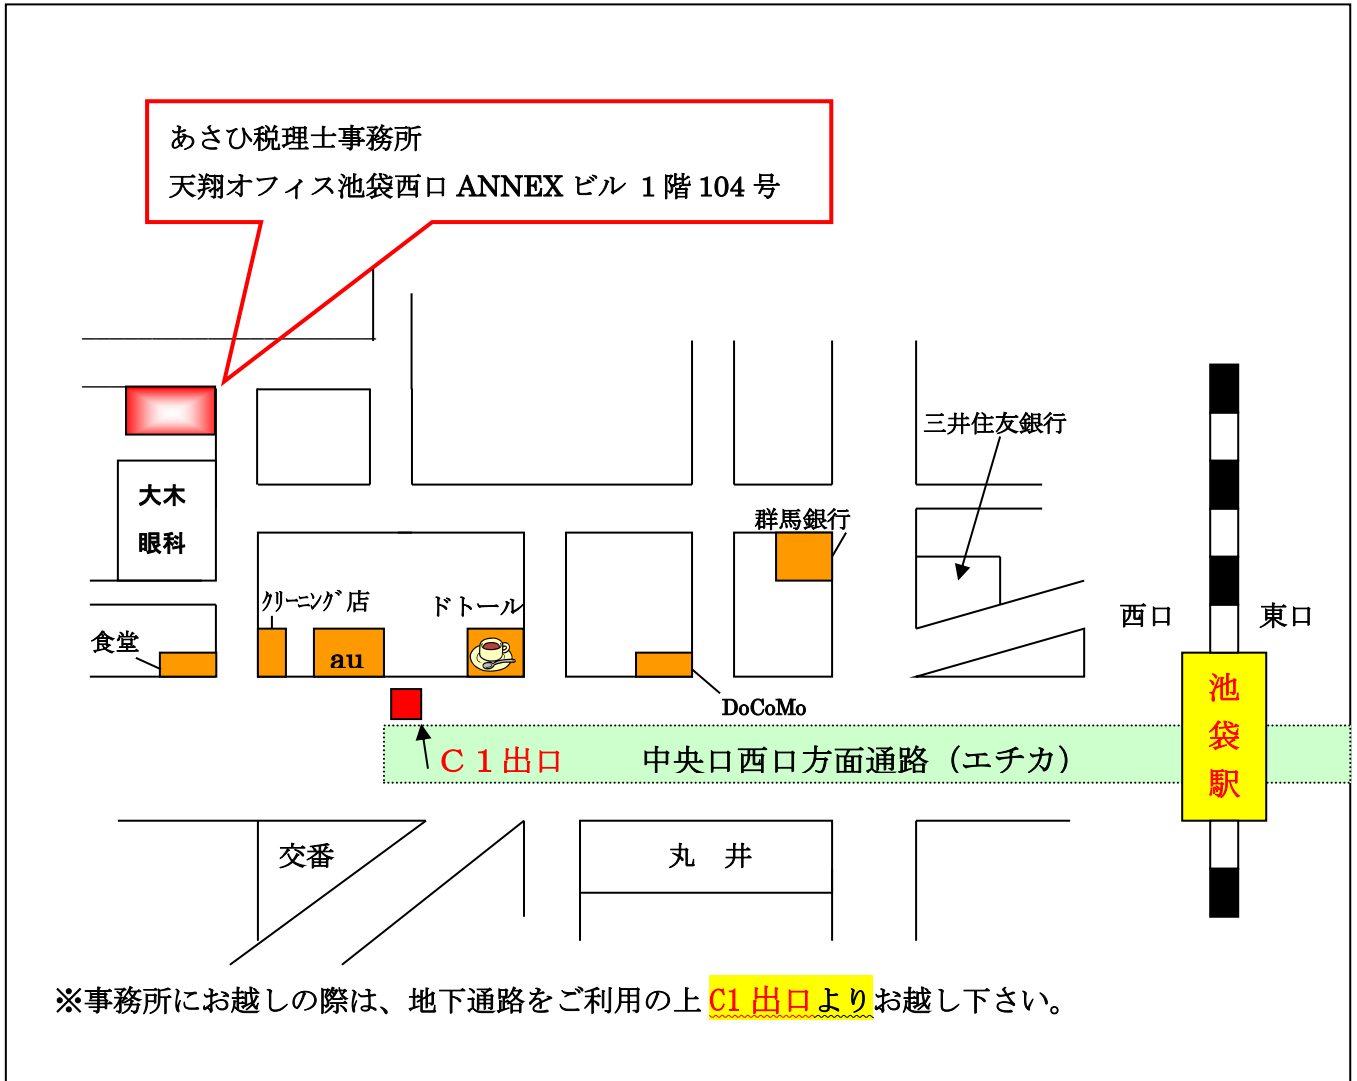 あさひ税理士事務所
天翔オフィス池袋西口 ANNEX ビル 1 階 104 号
三井住友銀行
大木
眼科
群馬銀行
ｸﾘｰﾆﾝｸﾞ店
ドトール
食堂
au
DoCoMo
西口
東口
池
袋
駅
C１出口
中央口西口方面通路（エチカ）
交番
丸　井
※事務所にお越しの際は、地下通路をご利用の上 C1 出口よりお越し下さい。